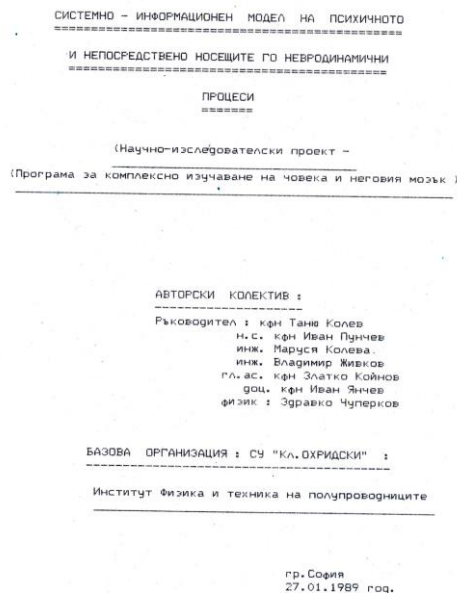 СИСТЕМНО - ИНФОРМАЦИОНЕН МОДЕЛ НА ПСИХИЧНОТО
И НЕПОСРЕДСТВЕНО НОСЕЩИТЕ ГО НЕВРОДИНАМИЧНИ
ПРОЦЕСИ
(Научно-изследователски проект -
(Програма за комплексно изучаване на човека и неговия мозък )
АВТОРСКИ КОЛЕКТИВ :
Ръководител : кфн Таню Колев
н.с. кфн Иван Пунчев
инж. Маруся Колева.
инж. Владимир Живков
гл.ас. кфн Златко Койнов
доц. кфн Иван Янчев
физик : Здравко Чуперков
БАЗОВА ОРГАНИЗАЦИЯ : СУ "Кл.ОХРИДСКИ" :
Институт Физика и техника на полупроводниците
гр.София
27.01.1989 год.